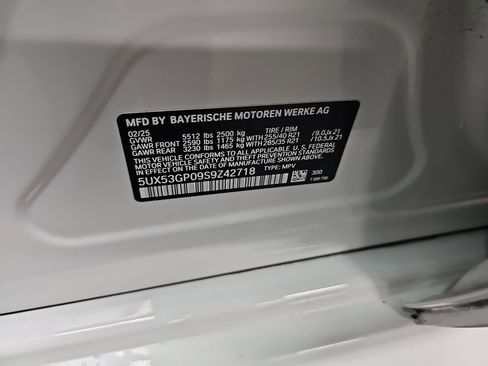 MFD BY BAYERISCHE MOTOREN WERKE AG
02/25
GVWR 5512 lbs 2500 kg TIRE / RIM
GAWR FRONT 2590 lbs 1175 kg WITH 255/40 R21 /9.0Jx21
GAWR REAR 3230 lbs 1465 kg WITH 285/35 R21 /10.5Jx21
THIS VEHICLE CONFORMS TO ALL APPLICABLE
FEDERAL MOTOR VEHICLE SAFETY STANDARDS IN EFFECT
ON THE DATE OF MANUFACTURE SHOWN ABOVE.
5UX53GP09S9Z42718 TYPE: MPV
300